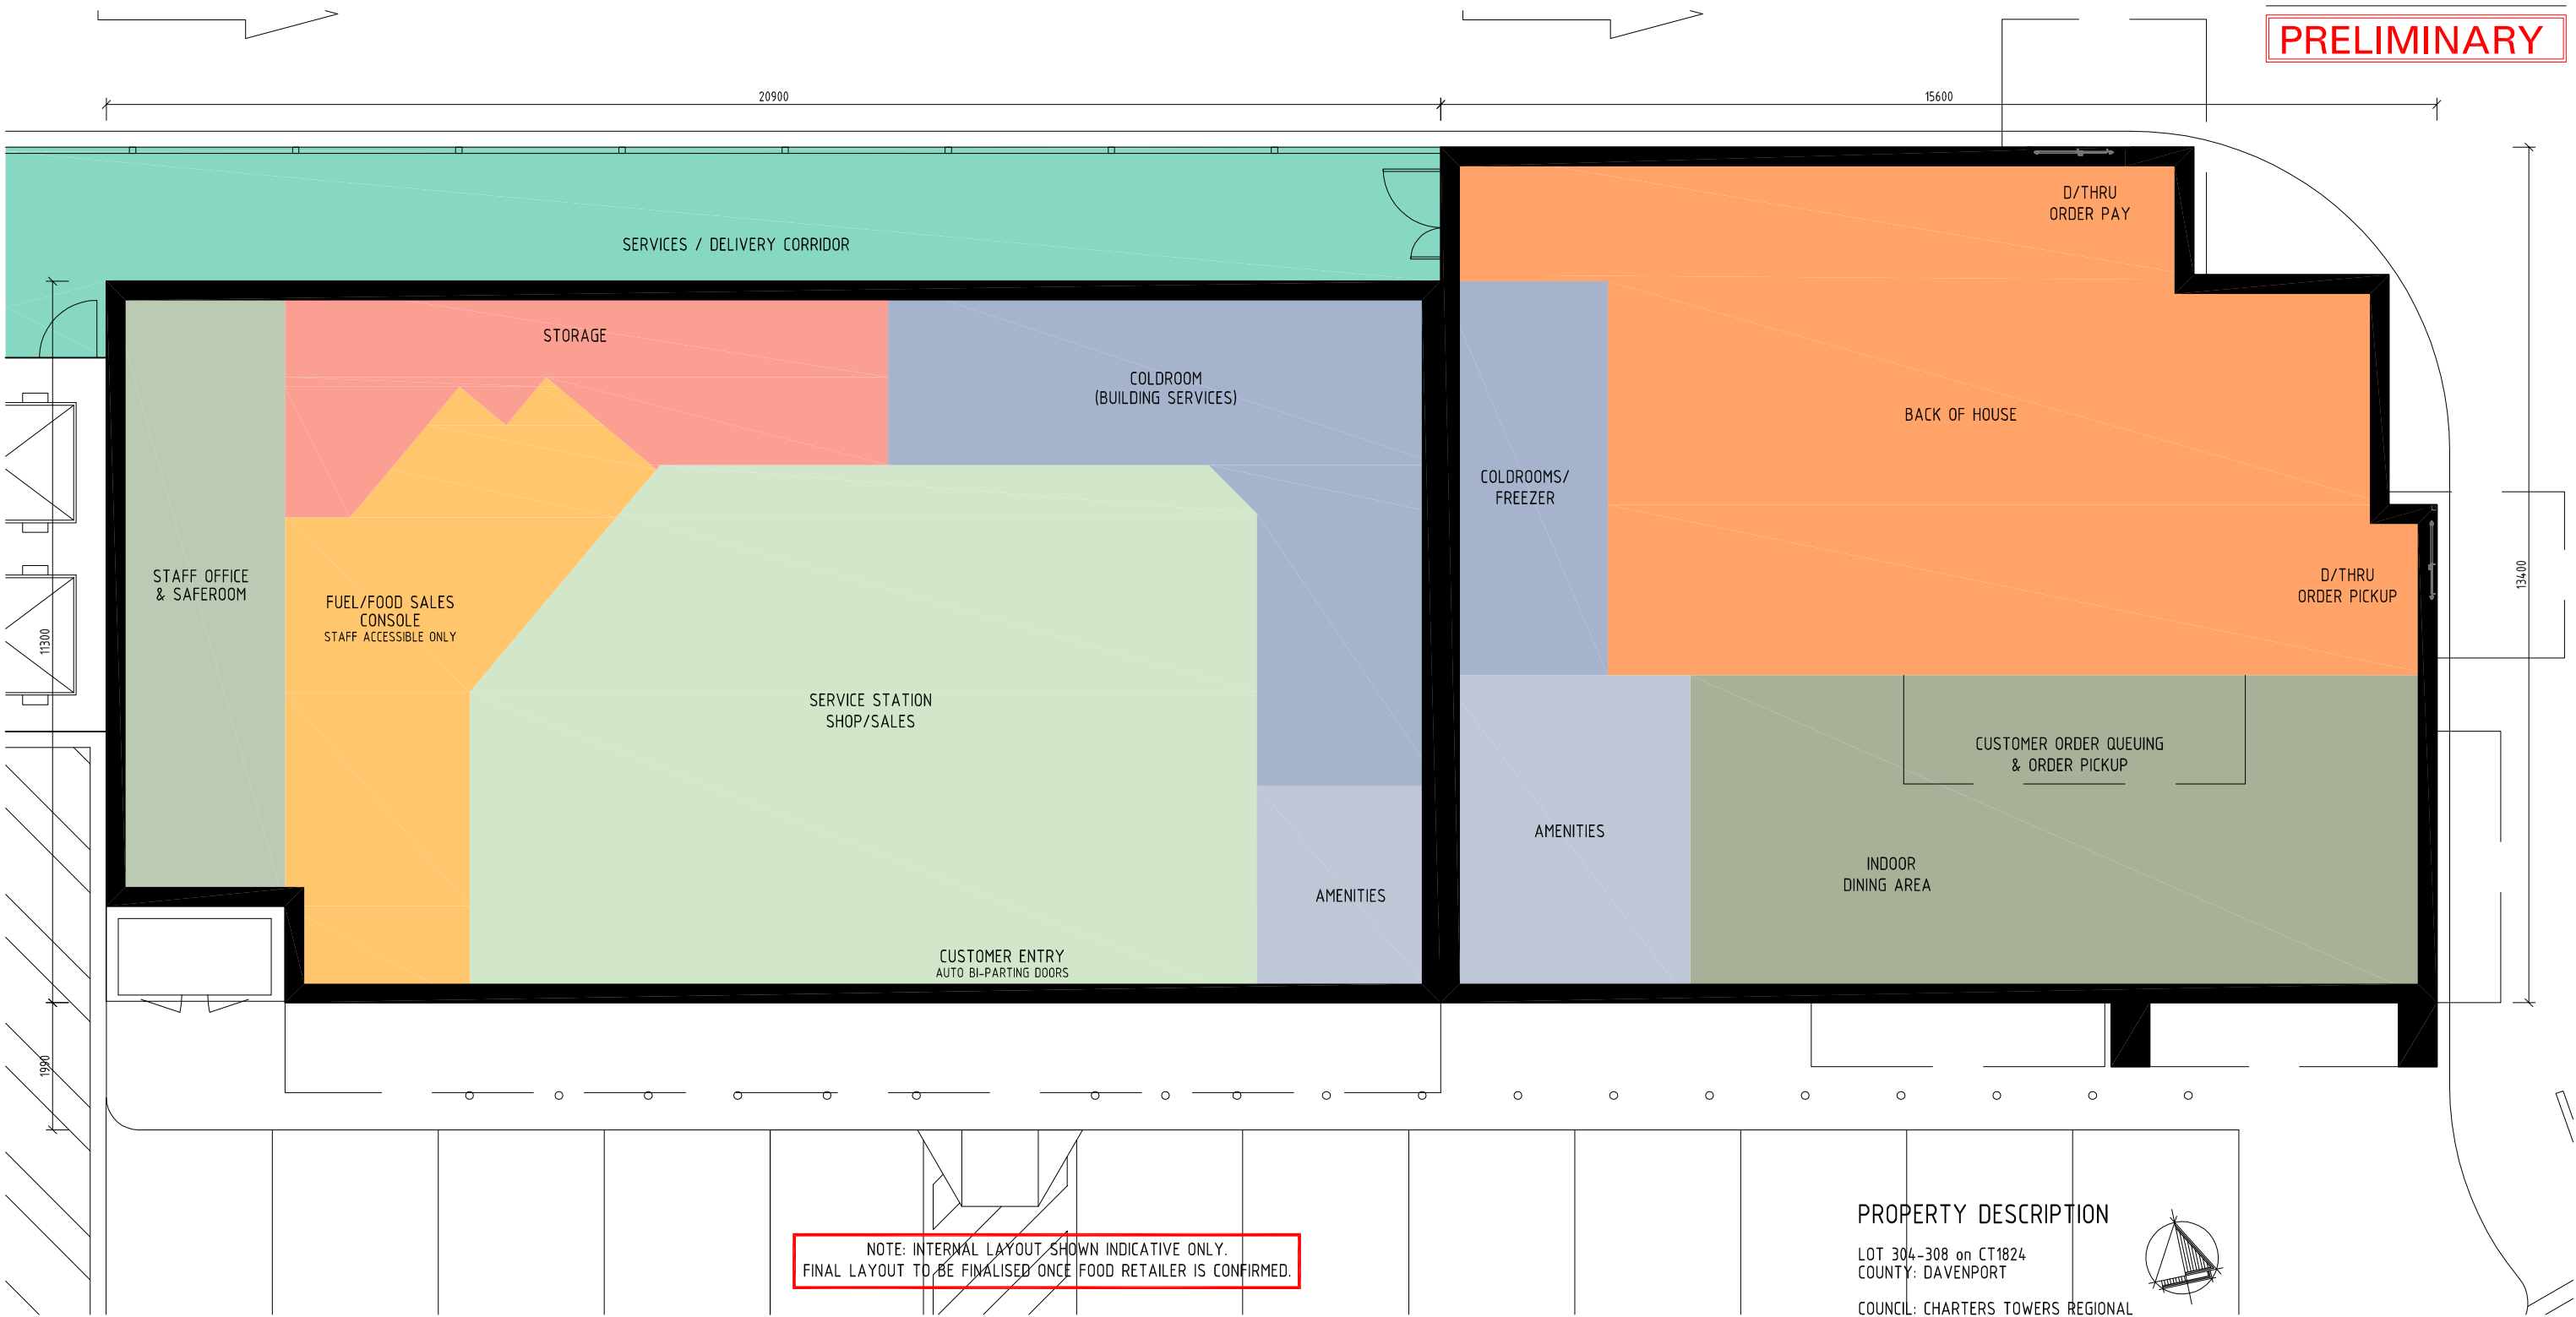 PRELIMINARY
20900
15600
D/THRU
ORDER PAY
SERVICES / DELIVERY CORRIDOR
STORAGE
COLDROOM
(BUILDING SERVICES)
BACK OF HOUSE
COLDROOMS/
FREEZER
STAFF OFFICE
& SAFEROOM
FUEL/FOOD SALES
CONSOLE
STAFF ACCESSIBLE ONLY
D/THRU
ORDER PICKUP
13400
11300
SERVICE STATION
SHOP/SALES
CUSTOMER ORDER QUEUING
& ORDER PICKUP
AMENITIES
INDOOR
DINING AREA
AMENITIES
CUSTOMER ENTRY
AUTO BI-PARTING DOORS
1990
NOTE: INTERNAL LAYOUT SHOWN INDICATIVE ONLY.
FINAL LAYOUT TO BE FINALISED ONCE FOOD RETAILER IS CONFIRMED.
PROPERTY DESCRIPTION
LOT 304-308 on CT1824
COUNTY: DAVENPORT
COUNCIL: CHARTERS TOWERS REGIONAL